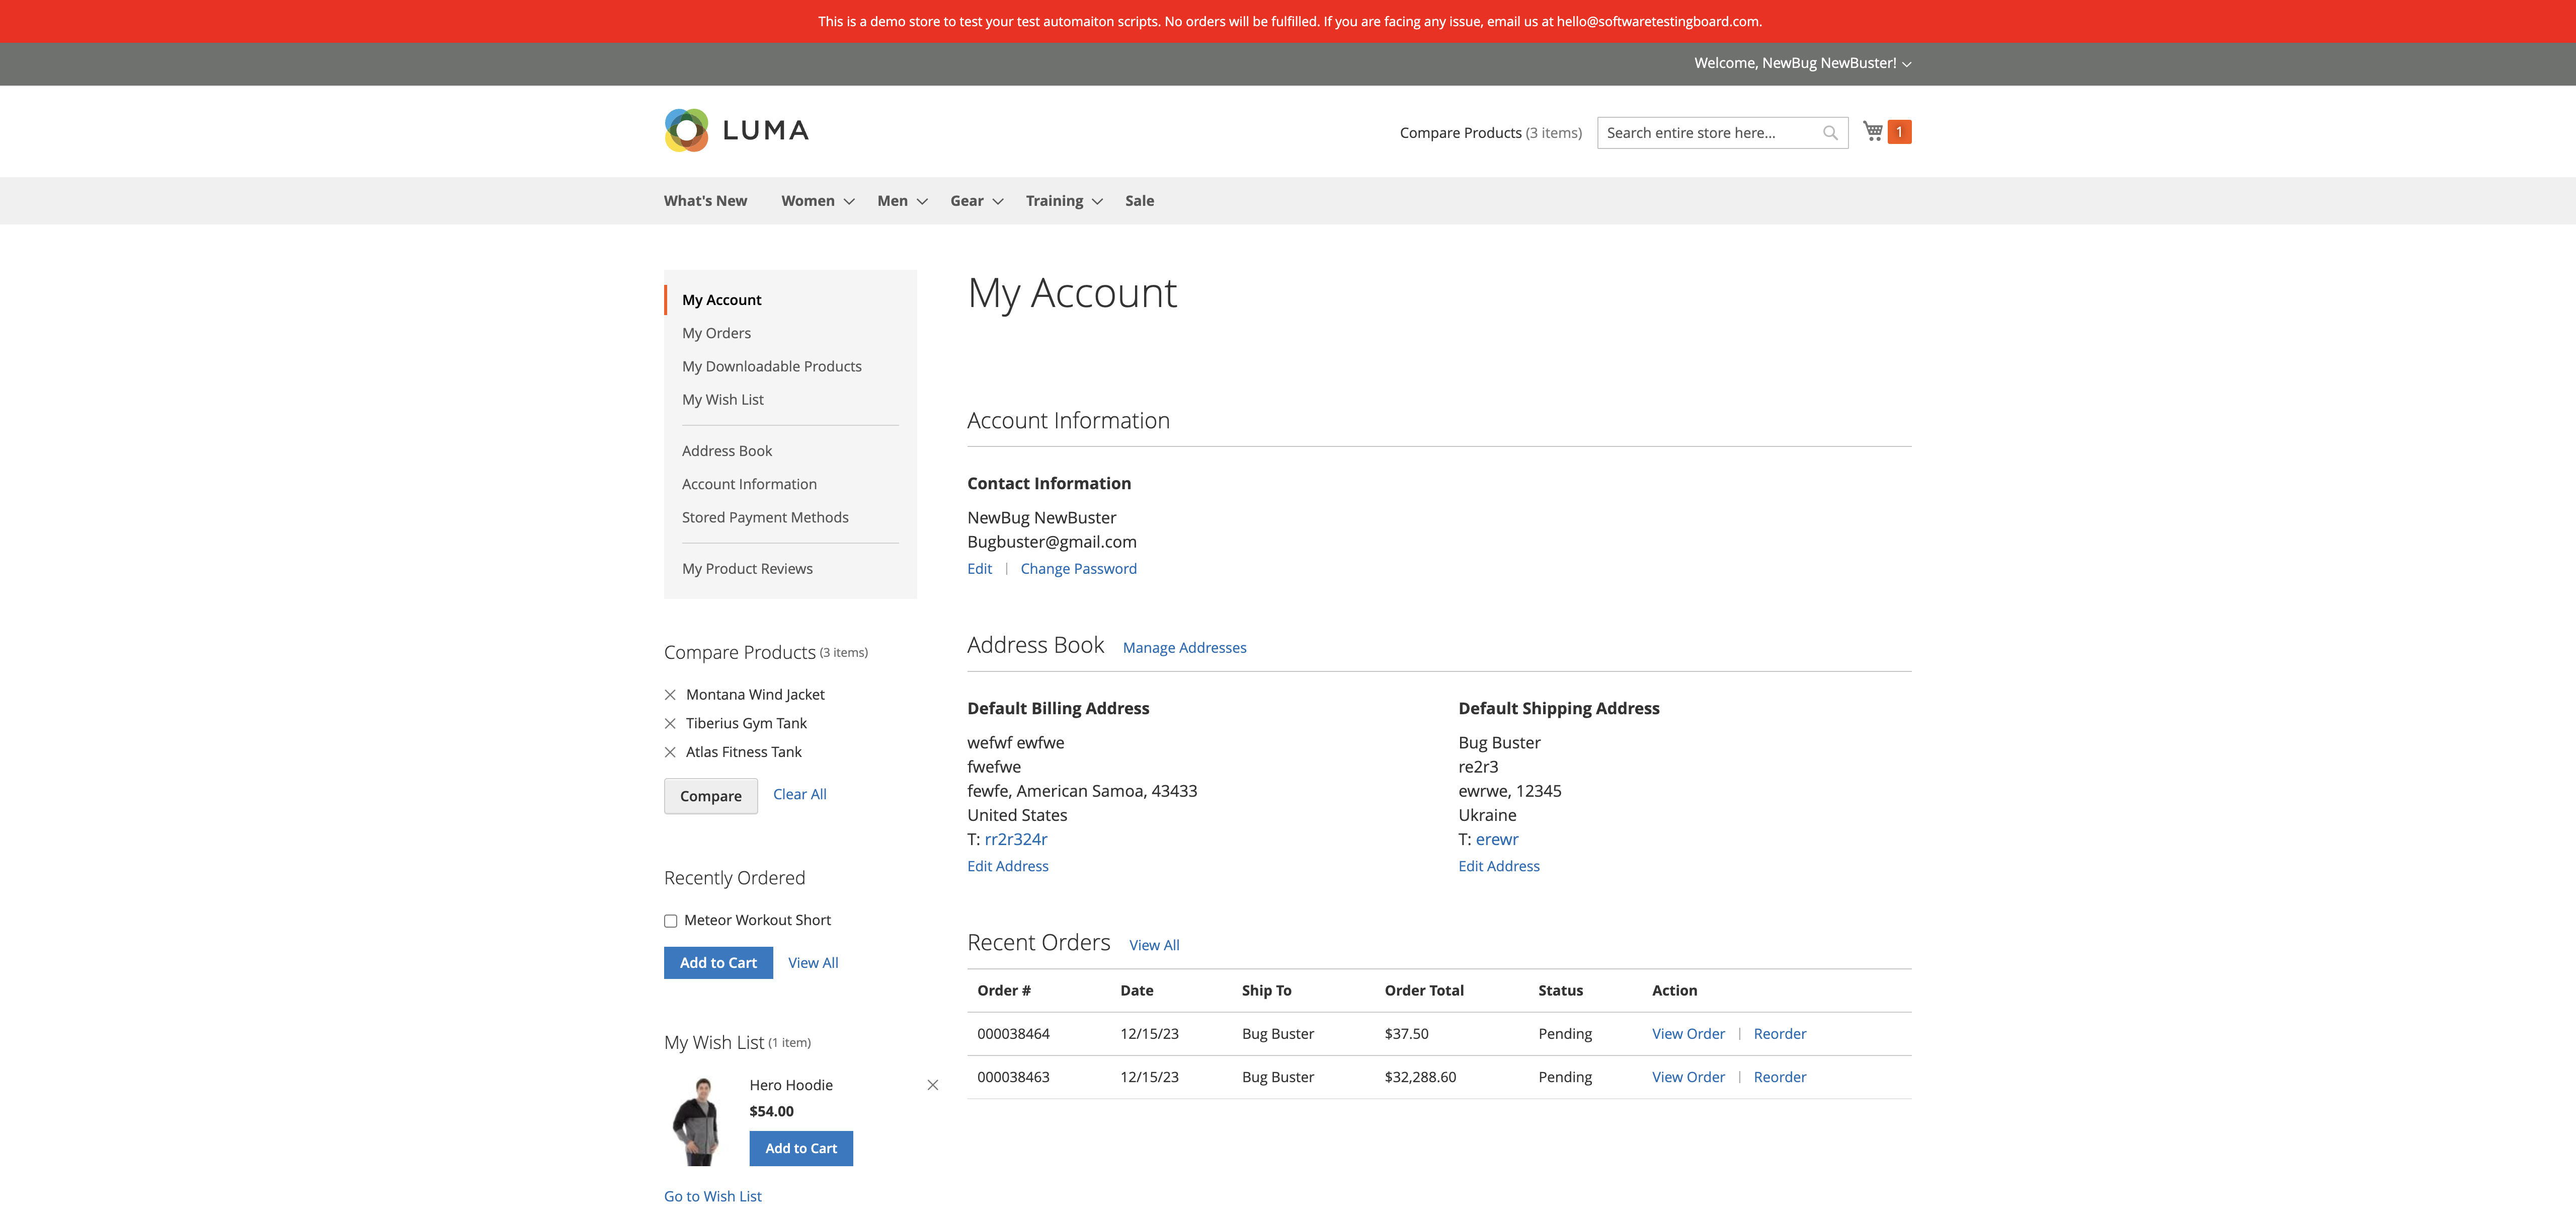 This is a demo store to test your test automaiton scripts. No orders will be fulfilled. If you are facing any issue, email us at hello@softwaretestingboard.com.
Welcome, NewBug NewBuster!
LUMA
Compare Products (3 items)
Search entire store here...
1
What's New Women Men Gear Training Sale
My Account
My Orders
My Downloadable Products
My Wish List
Address Book
Account Information
Stored Payment Methods
My Product Reviews
Compare Products (3 items)
Montana Wind Jacket
Tiberius Gym Tank
Atlas Fitness Tank
Compare Clear All
Recently Ordered
Meteor Workout Short
Add to Cart View All
My Wish List (1 item)
Hero Hoodie
$54.00
Add to Cart
Go to Wish List
My Account
Account Information
Contact Information
NewBug NewBuster
Bugbuster@gmail.com
Edit | Change Password
Address Book Manage Addresses
Default Billing Address
wefwf ewfwe
fwefwe
fewfe, American Samoa, 43433
United States
T: rr2r324r
Edit Address
Default Shipping Address
Bug Buster
re2r3
ewrwe, 12345
Ukraine
T: erewr
Edit Address
Recent Orders View All
Order # Date Ship To Order Total Status Action
000038464 12/15/23 Bug Buster $37.50 Pending View Order | Reorder
000038463 12/15/23 Bug Buster $32,288.60 Pending View Order | Reorder